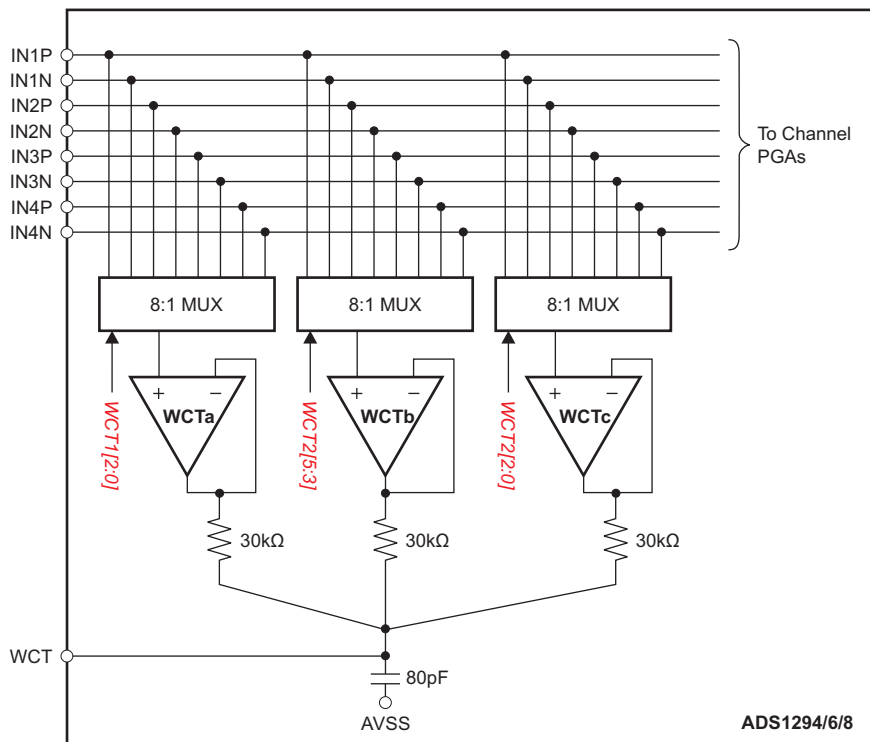 IN1P
IN1N
IN2P
IN2N
IN3P
IN3N
IN4P
IN4N
To Channel
PGAs
8:1 MUX
8:1 MUX
8:1 MUX
WCT1[2:0]
+
−
WCTa
WCT2[5:3]
+
−
WCTb
WCT2[2:0]
+
−
WCTc
30kΩ
30kΩ
30kΩ
WCT
80pF
AVSS
ADS1294/6/8